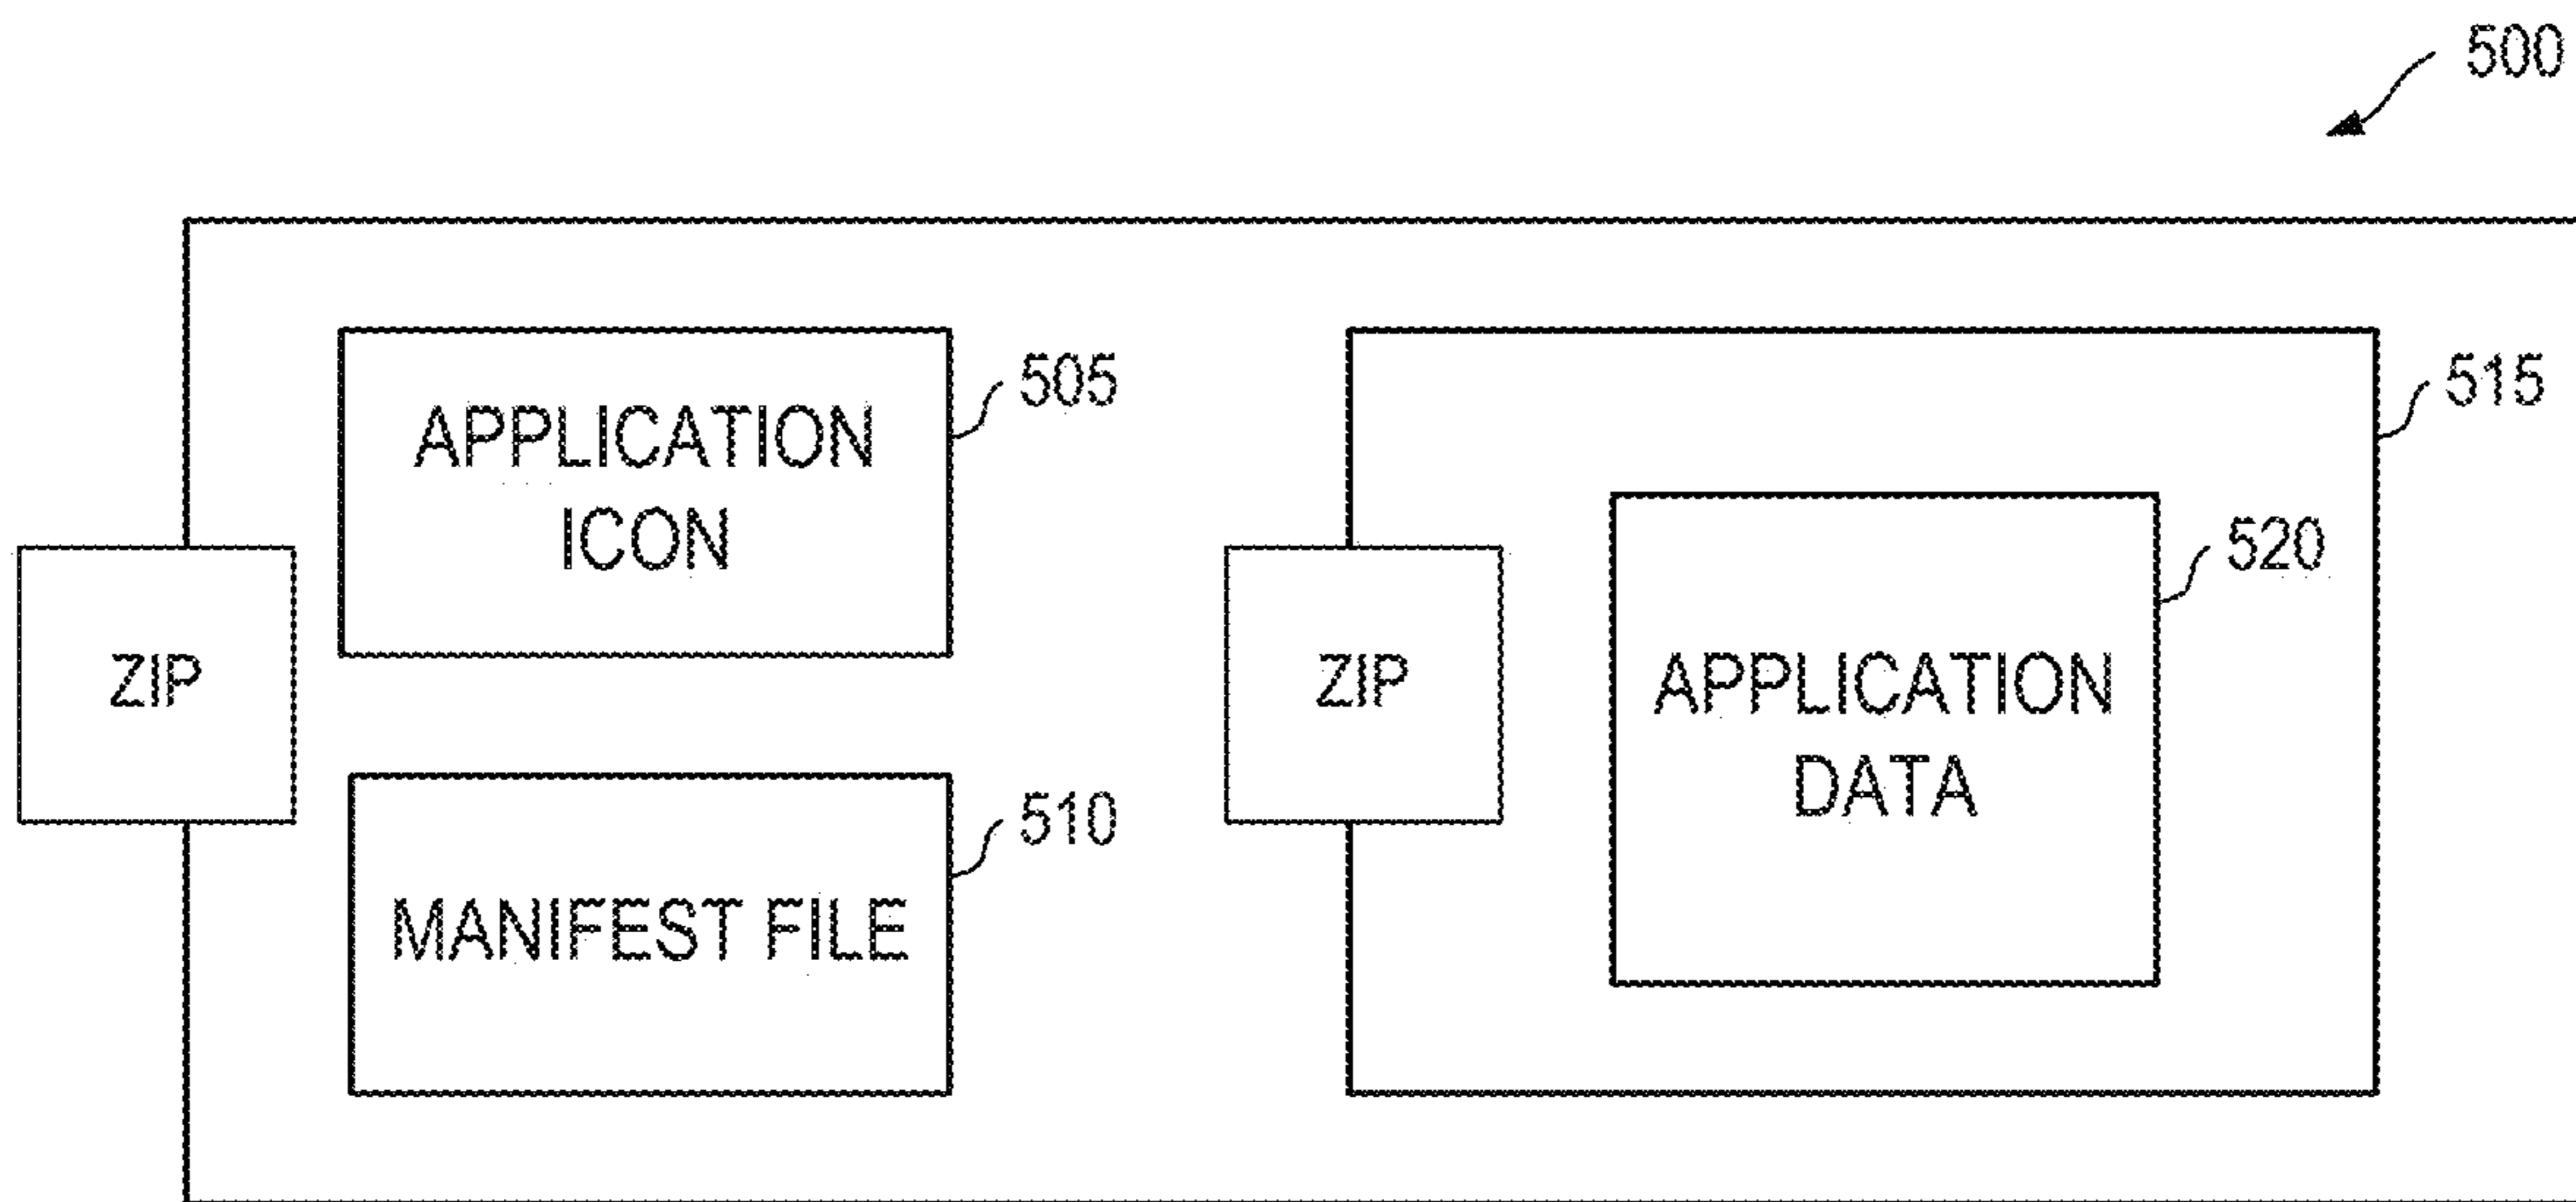 500
APPLICATION
ICON
505
ZIP
MANIFEST FILE
510
515
ZIP
APPLICATION
DATA
520